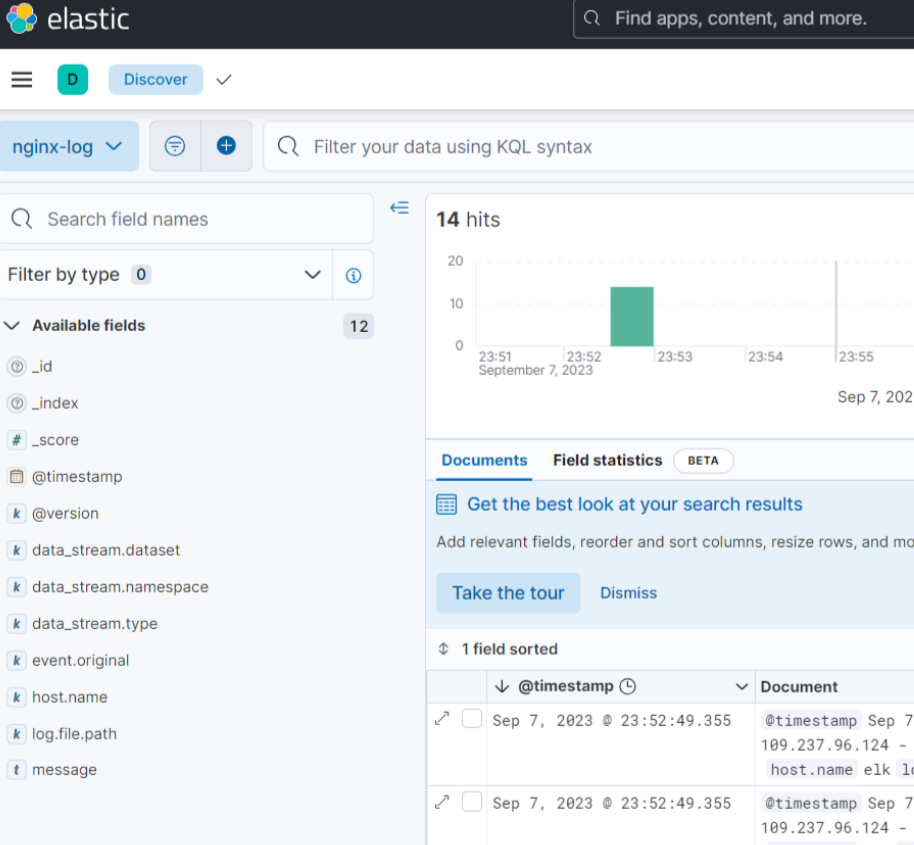 elastic
Find apps, content, and more.
D
Discover
nginx-log
Filter your data using KQL syntax
Search field names
Filter by type 0
Available fields 12
_id
_index
_score
@timestamp
@version
data_stream.dataset
data_stream.namespace
data_stream.type
event.original
host.name
log.file.path
message
14 hits
20
10
0
23:51 23:52 23:53 23:54 23:55
September 7, 2023
Sep 7, 202
Documents Field statistics BETA
Get the best look at your search results
Add relevant fields, reorder and sort columns, resize rows, and mo
Take the tour Dismiss
1 field sorted
@timestamp Document
Sep 7, 2023 @ 23:52:49.355 @timestamp Sep 7
109.237.96.124 -
host.name elk lo
Sep 7, 2023 @ 23:52:49.355 @timestamp Sep 7
109.237.96.124 -